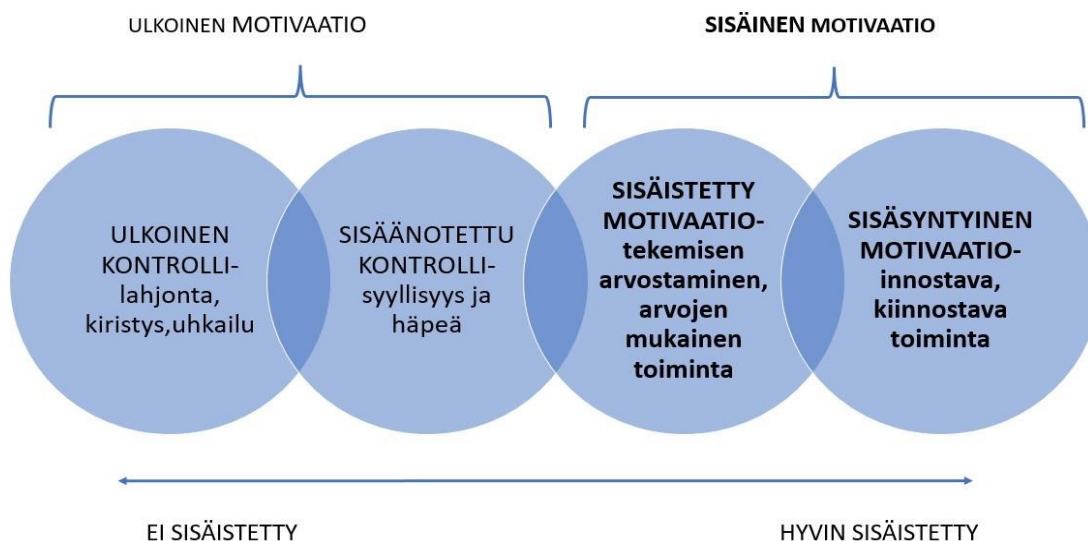 ULKOINEN MOTIVAATIO
SISÄINEN MOTIVAATIO
ULKOINEN
KONTROLLI-
lahjonta,
kiristys,uhkailu
SISÄÄNOTETTU
KONTROLLI-
syyllisyys ja
häpeä
SISÄISTETTY
MOTIVAATIO-
tekemisen
arvostaminen,
arvojen
mukainen
toiminta
SISÄSYNTYINEN
MOTIVAATIO-
innostava,
kiinnostava
toiminta
EI SISÄISTETTY
HYVIN SISÄISTETTY